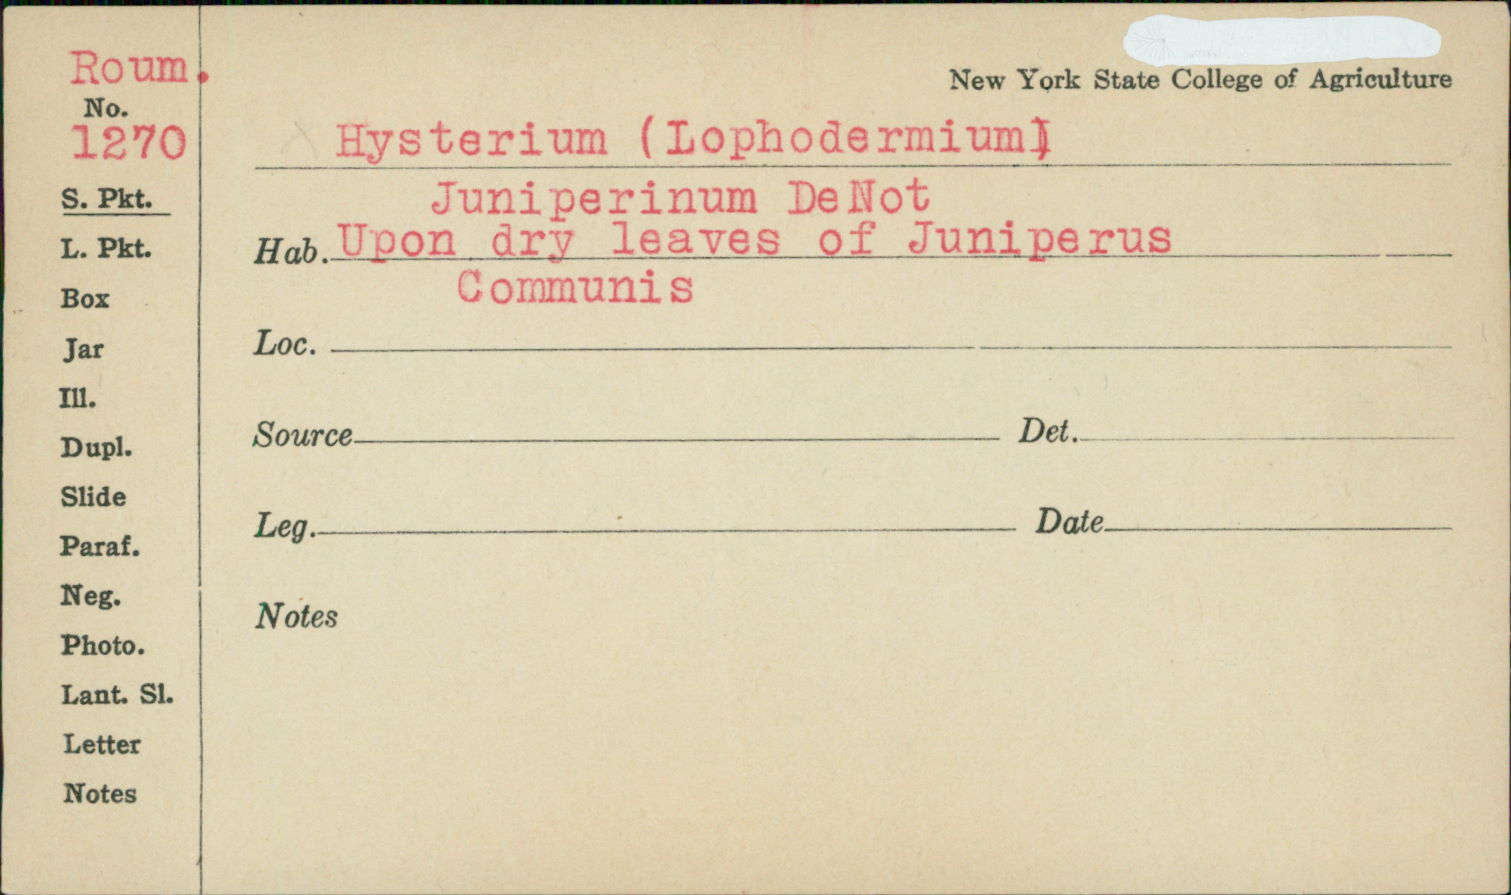 Roum.
No.
1270
S. Pkt.
L. Pkt.
Box
Jar
Ill.
Dupl.
Slide
Paraf.
Neg.
Photo.
Lant. Sl.
Letter
Notes
New York State College of Agriculture
Hysterium (Lophodermium)
Juniperinum DeNot
Hab. Upon dry leaves of Juniperus
Communis
Loc.
Source Det.
Leg. Date
Notes